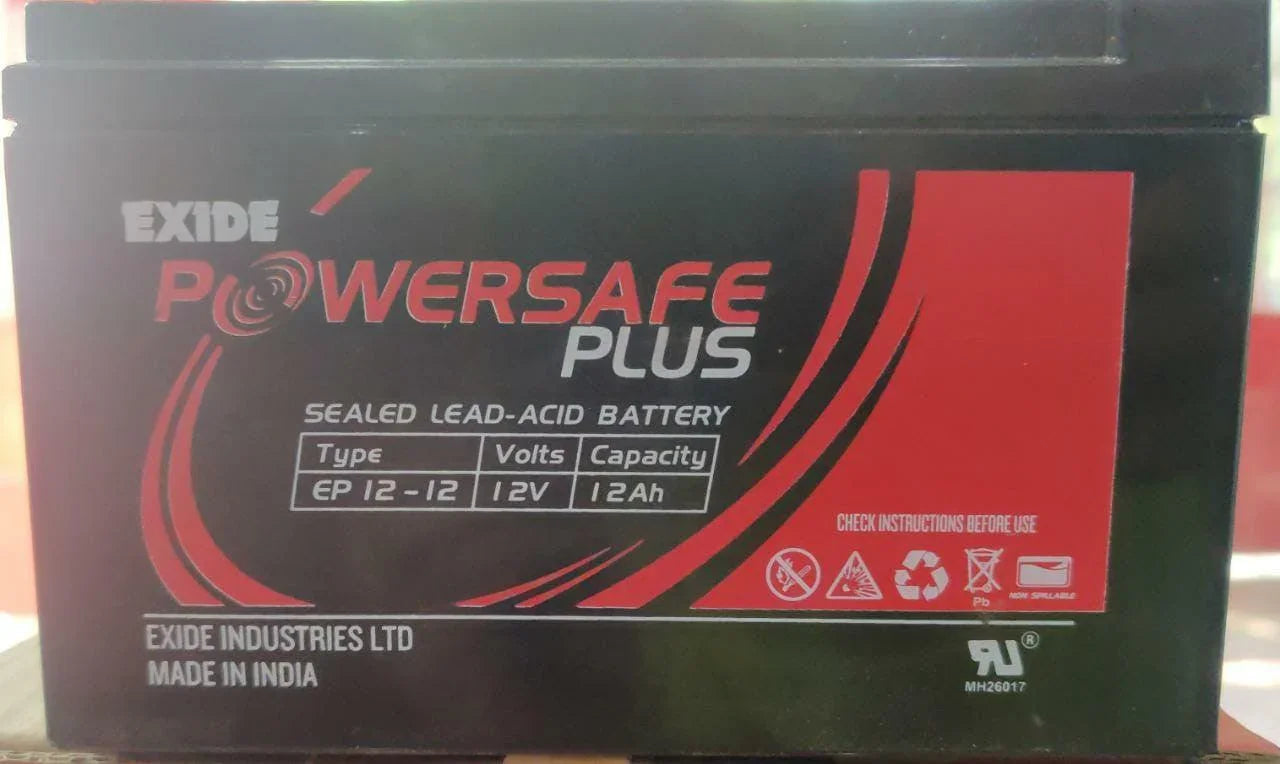 EXIDE
POWERSAFE
PLUS
SEALED LEAD-ACID BATTERY
Type Volts Capacity
EP 12-12 12V 12Ah
CHECK INSTRUCTIONS BEFORE USE
Pb NON SPILLABLE
EXIDE INDUSTRIES LTD
MADE IN INDIA
RU ®
MH26017